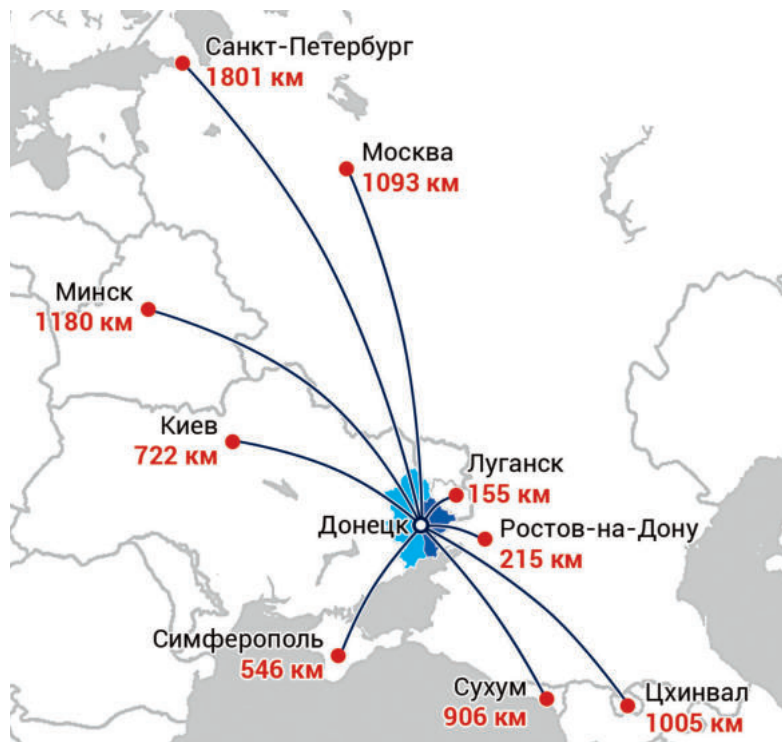 Санкт-Петербург
1801 км
Москва
1093 км
Минск
1180 км
Киев
722 км
Луганск
155 км
Донецк
Ростов-на-Дону
215 км
Симферополь
546 км
Сухум
906 км
Цхинвал
1005 км